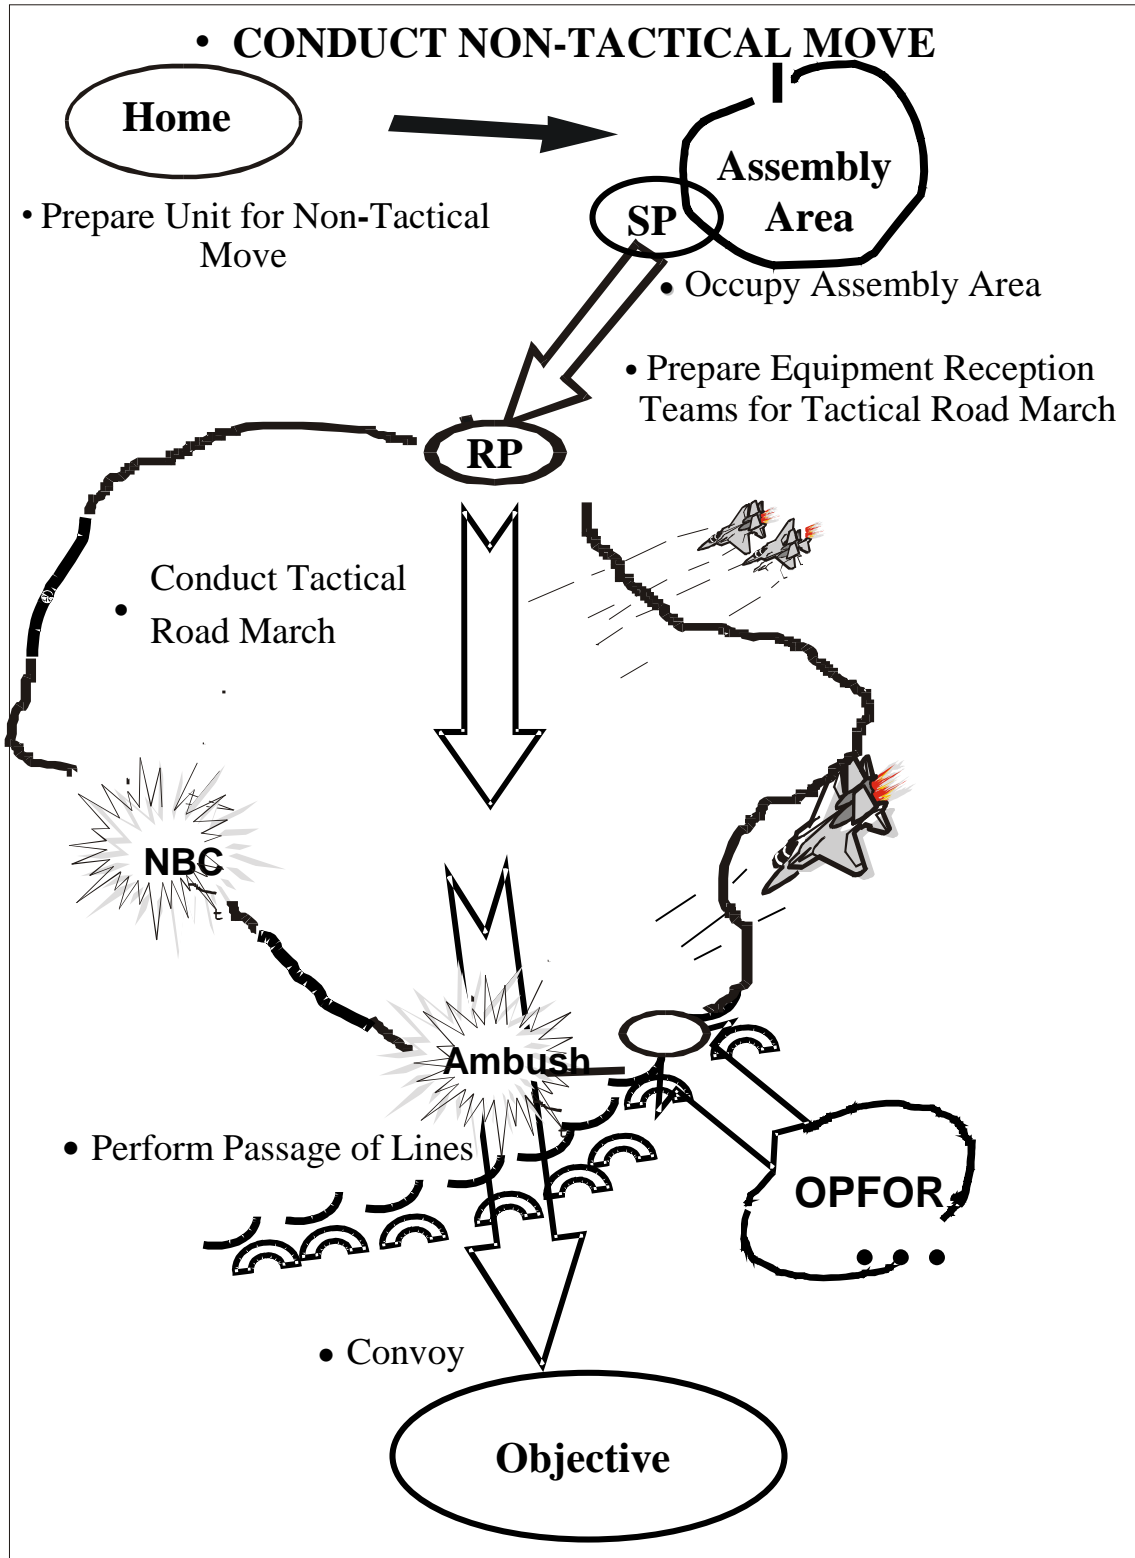 • CONDUCT NON-TACTICAL MOVE
Home
Assembly
Area
SP
• Prepare Unit for Non-Tactical
Move
• Occupy Assembly Area
• Prepare Equipment Reception
Teams for Tactical Road March
RP
• Conduct Tactical
Road March
NBC
t
Ambush
• Perform Passage of Lines
OPFOR
• Convoy
Objective